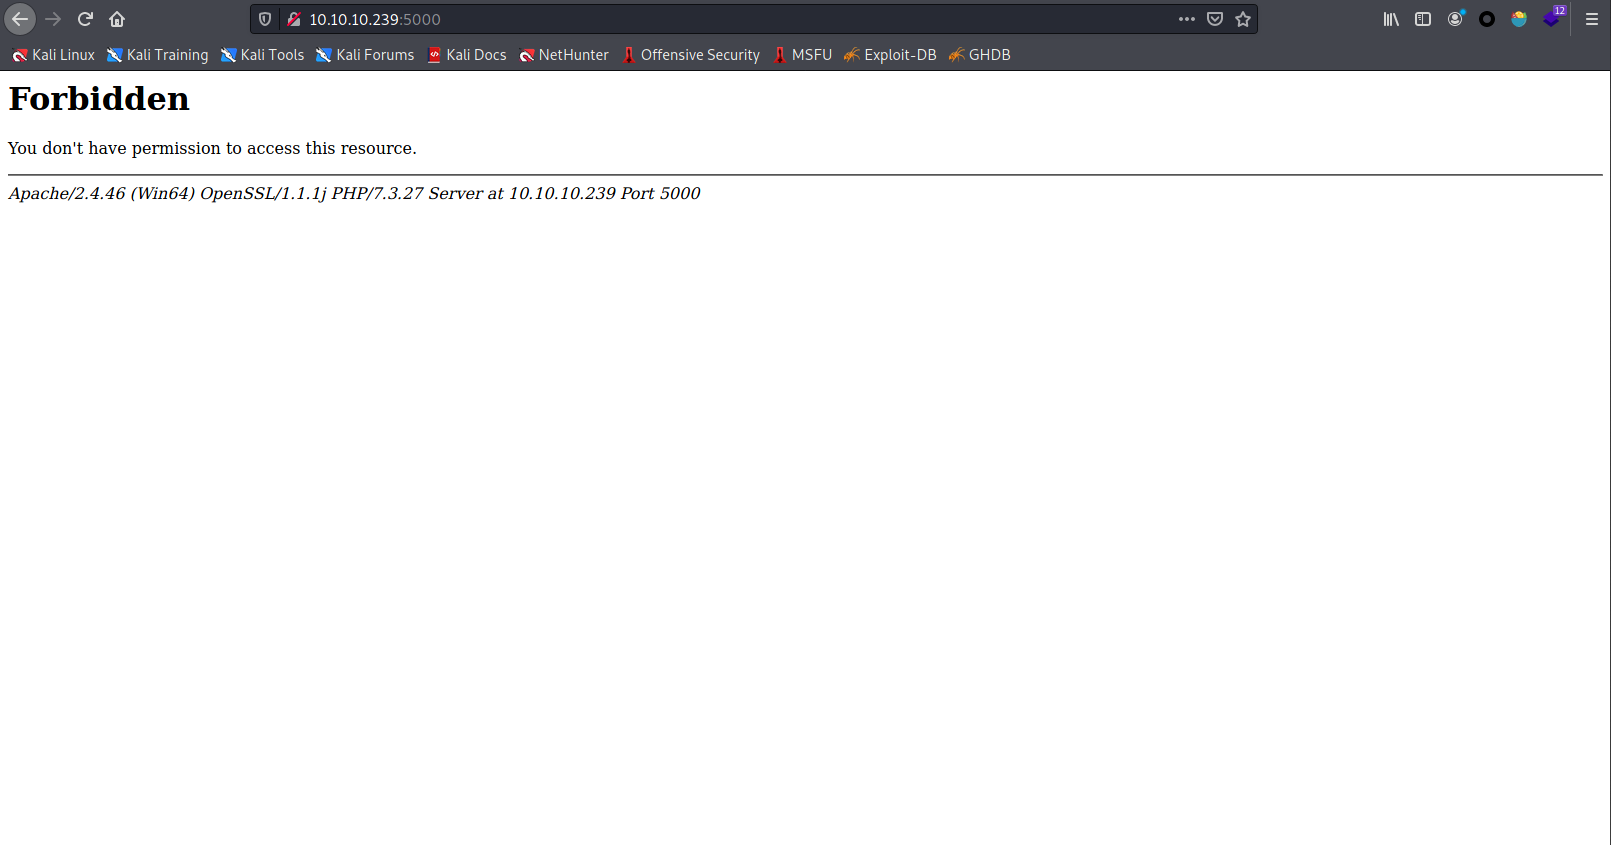 10.10.10.239:5000
12
Kali Linux Kali Training Kali Tools Kali Forums Kali Docs NetHunter Offensive Security MSFU Exploit-DB GHDB
Forbidden
You don't have permission to access this resource.
Apache/2.4.46 (Win64) OpenSSL/1.1.1j PHP/7.3.27 Server at 10.10.10.239 Port 5000